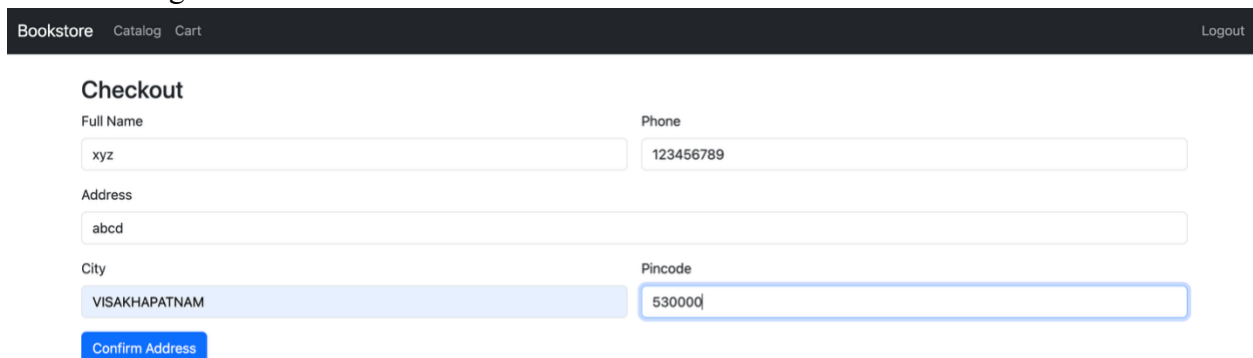 Bookstore Catalog Cart Logout
Checkout
Full Name Phone
xyz 123456789
Address
abcd
City Pincode
VISAKHAPATNAM 530000
Confirm Address